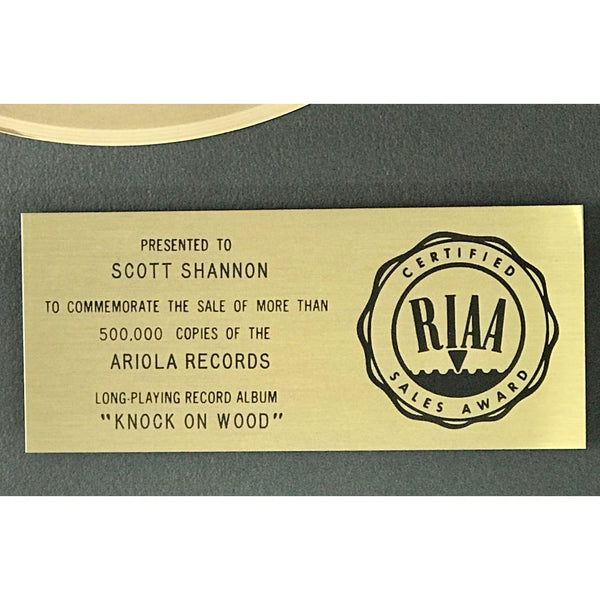 PRESENTED TO
SCOTT SHANNON
TO COMMEMORATE THE SALE OF MORE THAN
500,000 COPIES OF THE
ARIOLA RECORDS
LONG-PLAYING RECORD ALBUM
"KNOCK ON WOOD"
CERTIFIED
RIAA
SALES AWARD